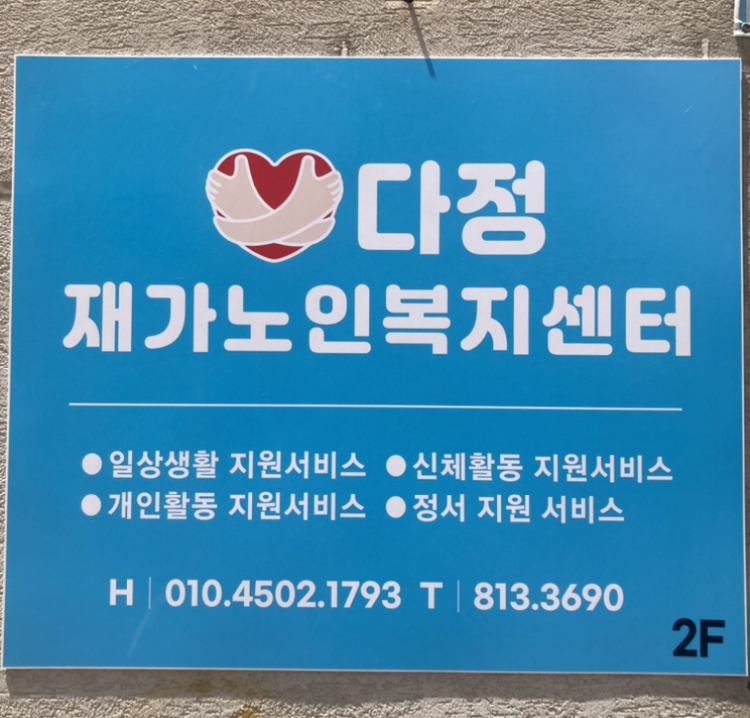 다정
재가노인복지센터
●일상생활 지원서비스 ●신체활동 지원서비스
●개인활동 지원서비스 ●정서 지원 서비스
H | 010.4502.1793 T | 813.3690
2F